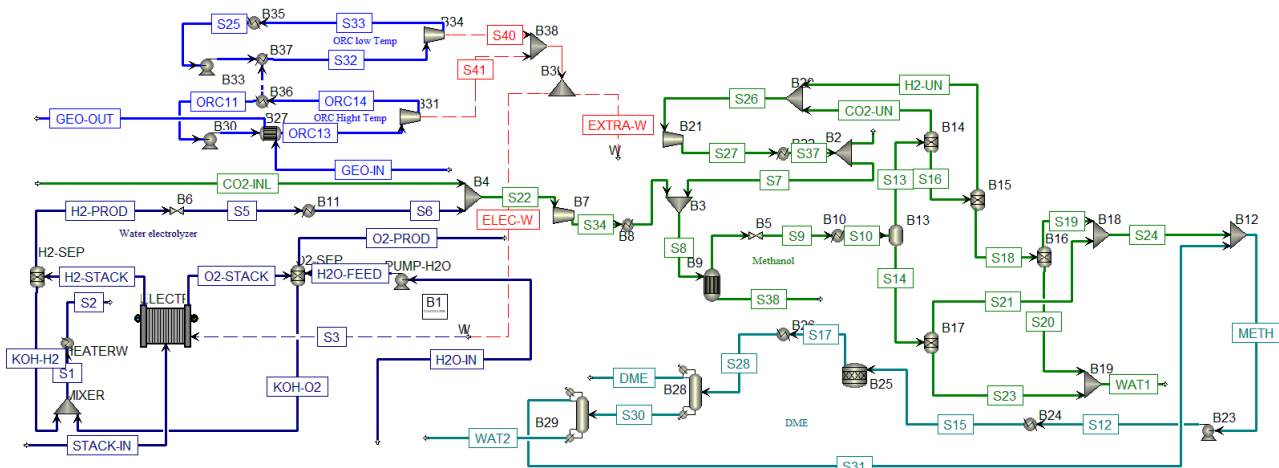 B35
S25
S33
B34
ORC low Temp
S40
B38
B37
S32
B33
S41
B36
ORC11
ORC14
B31
ORC Hight Temp
GEO-OUT
B27
B30
ORC13
EXTRA-W
W
GEO-IN
CO2-INL
B4
S22
B6
B11
B7
H2-PROD
S5
S6
ELEC-W
S34
B8
Water electrolyzer
H2-SEP
O2-PROD
H2-STACK
O2-STACK
H2O-FEED
PUMP-H2O
S2
B1
KOH-H2
S1
S3
W
H2O-IN
MIXER
KOH-O2
STACK-IN
H2-UN
S26
CO2-UN
B21
B14
S27
S37
B2
S13
S16
B15
S7
B3
B5
B10
B13
S8
S9
S10
B9
Methanol
S38
S14
S18
B16
S19
B18
S24
B12
S21
S20
B17
S17
METH
S28
DME
B28
B25
S23
B19
WAT1
B29
S30
DME
S15
B24
S12
B23
WAT2
S31